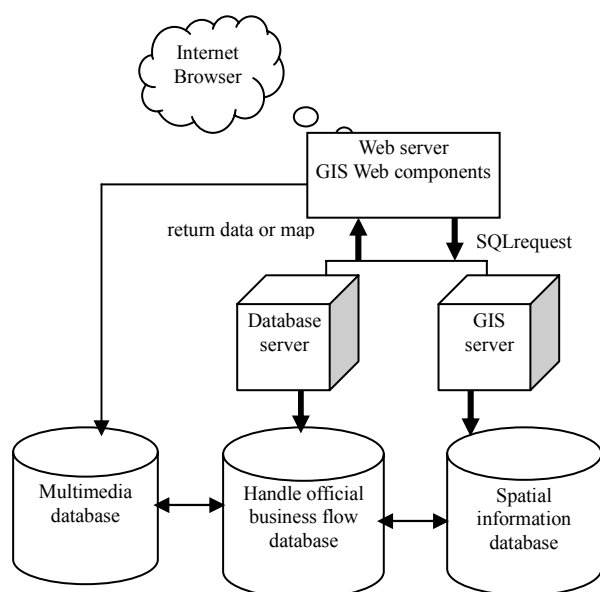 Internet
Browser
Web server
GIS Web components
return data or map
SQLrequest
Database
server
GIS
server
Multimedia
database
Handle official
business flow
database
Spatial
information
database